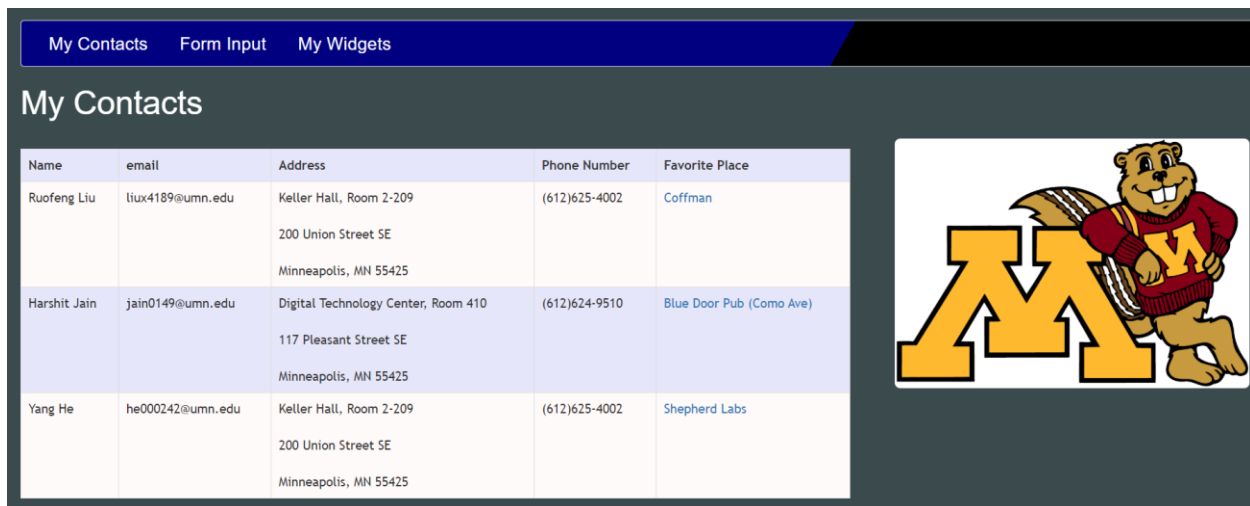 My Contacts Form Input My Widgets
My Contacts
Name email Address Phone Number Favorite Place
Ruofeng Liu liux4189@umn.edu Keller Hall, Room 2-209 (612)625-4002 Coffman
200 Union Street SE
Minneapolis, MN 55425
Harshit Jain jain0149@umn.edu Digital Technology Center, Room 410 (612)624-9510 Blue Door Pub (Como Ave)
117 Pleasant Street SE
Minneapolis, MN 55425
Yang He he000242@umn.edu Keller Hall, Room 2-209 (612)625-4002 Shepherd Labs
200 Union Street SE
Minneapolis, MN 55425
M
M